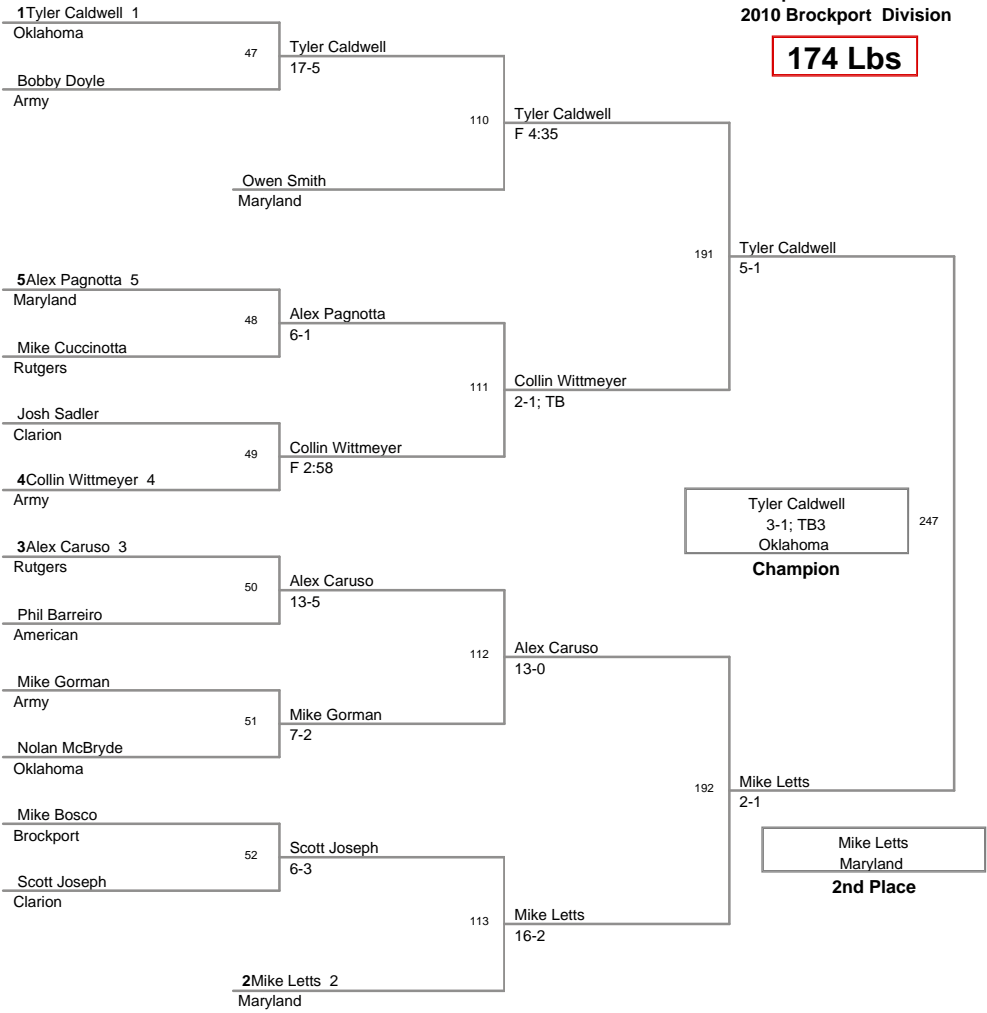 2010 Brockport Division
174 Lbs
1Tyler Caldwell 1
Oklahoma
47
Bobby Doyle
Army
Tyler Caldwell
17-5
110
Owen Smith
Maryland
Tyler Caldwell
F 4:35
191
5Alex Pagnotta 5
Maryland
48
Mike Cuccinotta
Rutgers
Alex Pagnotta
6-1
111
Josh Sadler
Clarion
49
4Collin Wittmeyer 4
Army
Collin Wittmeyer
F 2:58
Collin Wittmeyer
2-1; TB
Tyler Caldwell
5-1
3Alex Caruso 3
Rutgers
50
Phil Barreiro
American
Alex Caruso
13-5
112
Mike Gorman
Army
51
Nolan McBryde
Oklahoma
Mike Gorman
7-2
Alex Caruso
13-0
192
Mike Bosco
Brockport
52
Scott Joseph
Clarion
Scott Joseph
6-3
113
2Mike Letts 2
Maryland
Mike Letts
16-2
Mike Letts
2-1
247
Tyler Caldwell
3-1; TB3
Oklahoma
Champion
Mike Letts
Maryland
2nd Place